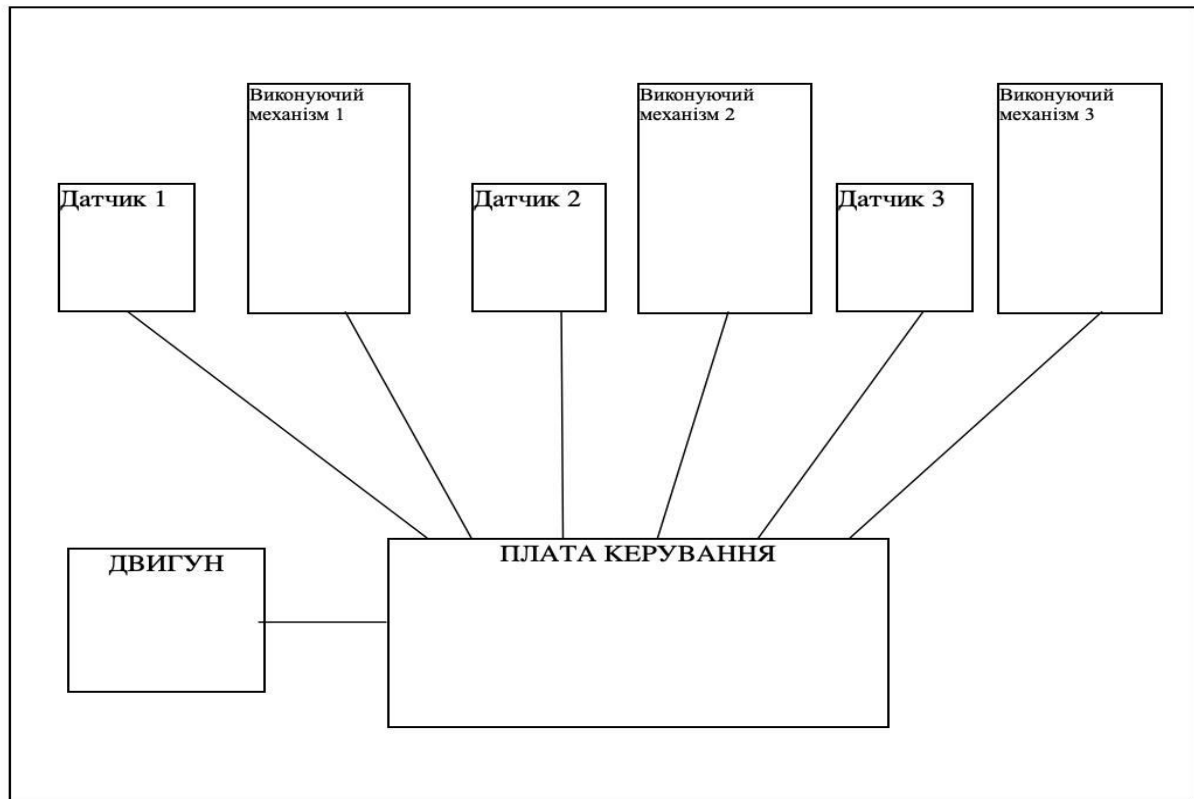 Виконуючий
механізм 1
Виконуючий
механізм 2
Виконуючий
механізм 3
Датчик 1
Датчик 2
Датчик 3
ДВИГУН
ПЛАТА КЕРУВАННЯ